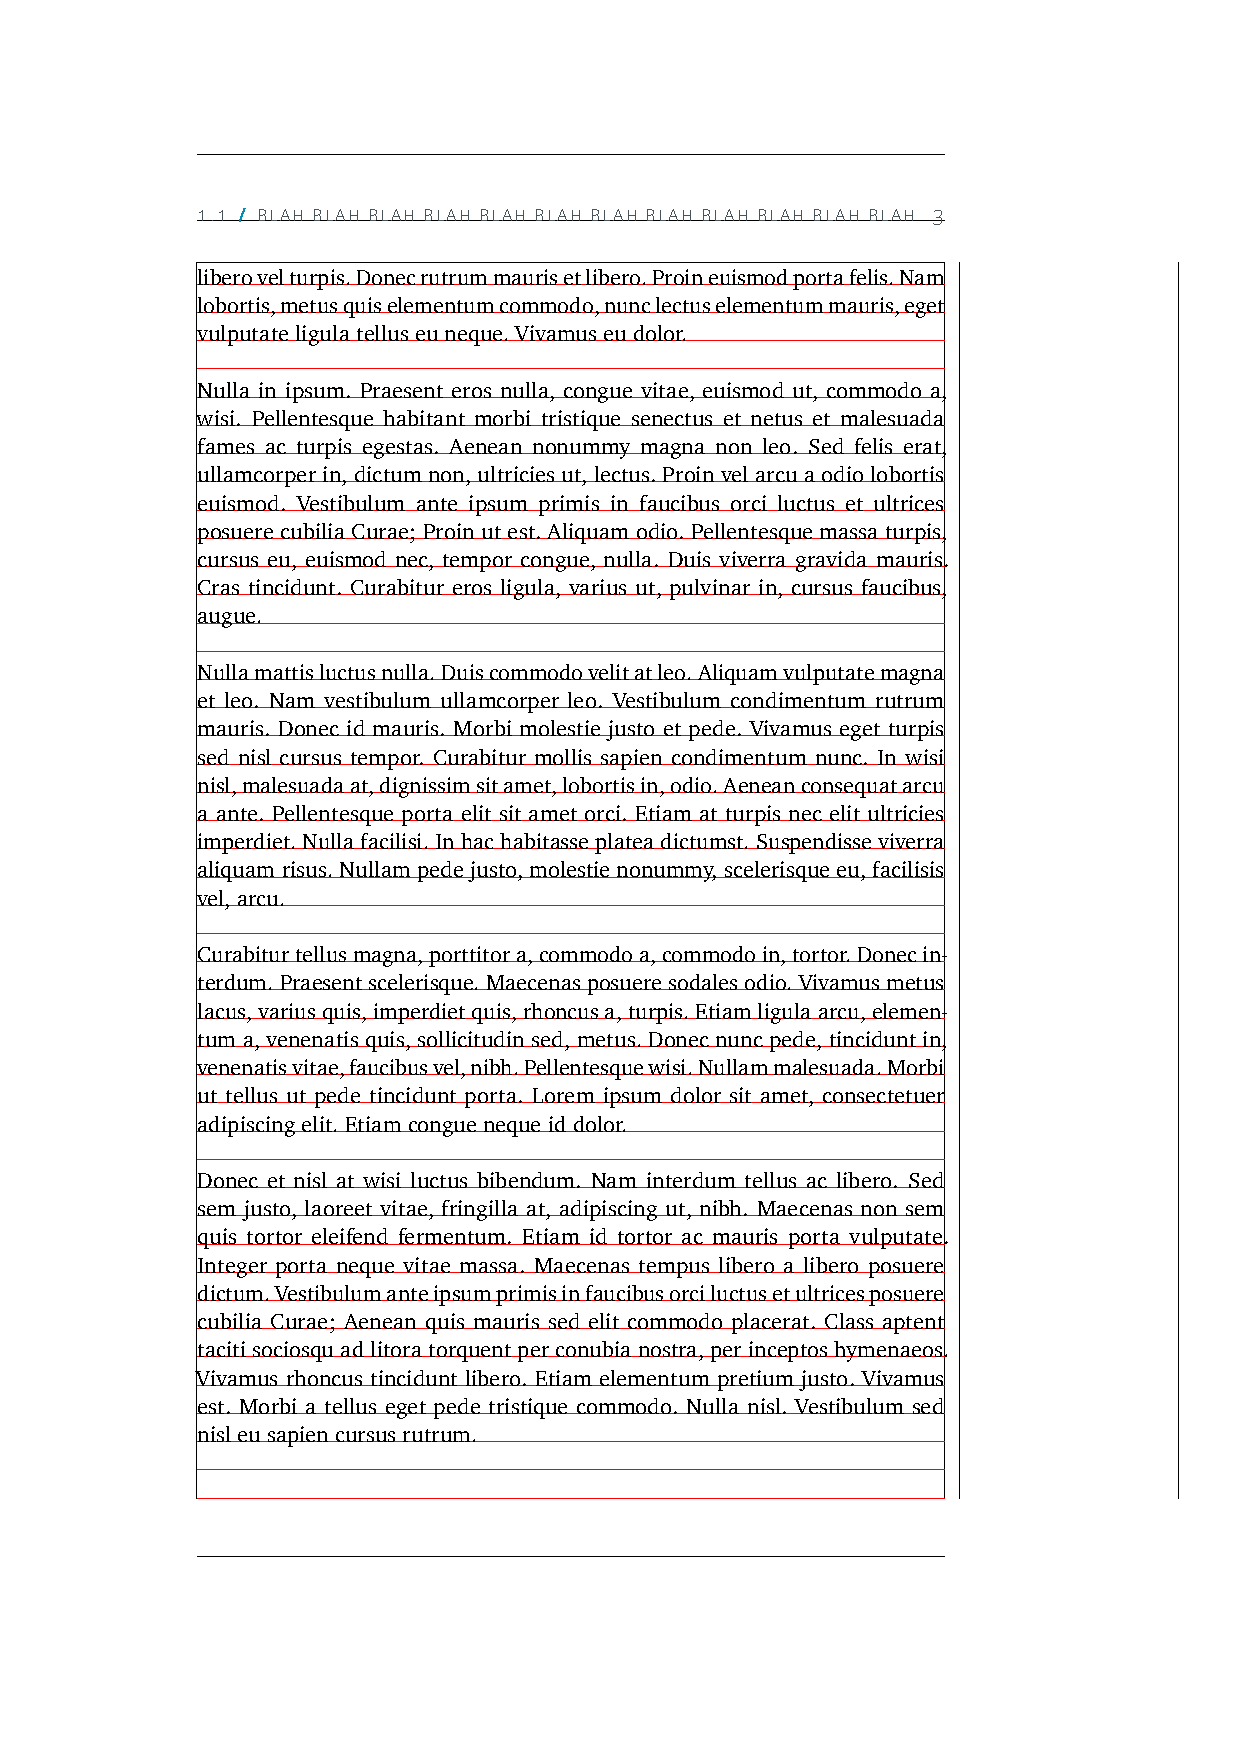 1.1 / BLAH BLAH BLAH BLAH BLAH BLAH BLAH BLAH BLAH BLAH BLAH BLAH 3
libero vel turpis. Donec rutrum mauris et libero. Proin euismod porta felis. Nam
lobortis, metus quis elementum commodo, nunc lectus elementum mauris, eget
vulputate ligula tellus eu neque. Vivamus eu dolor.
Nulla in ipsum. Praesent eros nulla, congue vitae, euismod ut, commodo a,
wisi. Pellentesque habitant morbi tristique senectus et netus et malesuada
fames ac turpis egestas. Aenean nonummy magna non leo. Sed felis erat,
ullamcorper in, dictum non, ultricies ut, lectus. Proin vel arcu a odio lobortis
euismod. Vestibulum ante ipsum primis in faucibus orci luctus et ultrices
posuere cubilia Curae; Proin ut est. Aliquam odio. Pellentesque massa turpis,
cursus eu, euismod nec, tempor congue, nulla. Duis viverra gravida mauris.
Cras tincidunt. Curabitur eros ligula, varius ut, pulvinar in, cursus faucibus,
augue.
Nulla mattis luctus nulla. Duis commodo velit at leo. Aliquam vulputate magna
et leo. Nam vestibulum ullamcorper leo. Vestibulum condimentum rutrum
mauris. Donec id mauris. Morbi molestie justo et pede. Vivamus eget turpis
sed nisl cursus tempor. Curabitur mollis sapien condimentum nunc. In wisi
nisl, malesuada at, dignissim sit amet, lobortis in, odio. Aenean consequat arcu
a ante. Pellentesque porta elit sit amet orci. Etiam at turpis nec elit ultricies
imperdiet. Nulla facilisi. In hac habitasse platea dictumst. Suspendisse viverra
aliquam risus. Nullam pede justo, molestie nonummy, scelerisque eu, facilisis
vel, arcu.
Curabitur tellus magna, porttitor a, commodo a, commodo in, tortor. Donec in-
terdum. Praesent scelerisque. Maecenas posuere sodales odio. Vivamus metus
lacus, varius quis, imperdiet quis, rhoncus a, turpis. Etiam ligula arcu, elemen-
tum a, venenatis quis, sollicitudin sed, metus. Donec nunc pede, tincidunt in,
venenatis vitae, faucibus vel, nibh. Pellentesque wisi. Nullam malesuada. Morbi
ut tellus ut pede tincidunt porta. Lorem ipsum dolor sit amet, consectetuer
adipiscing elit. Etiam congue neque id dolor.
Donec et nisl at wisi luctus bibendum. Nam interdum tellus ac libero. Sed
sem justo, laoreet vitae, fringilla at, adipiscing ut, nibh. Maecenas non sem
quis tortor eleifend fermentum. Etiam id tortor ac mauris porta vulputate.
Integer porta neque vitae massa. Maecenas tempus libero a libero posuere
dictum. Vestibulum ante ipsum primis in faucibus orci luctus et ultrices posuere
cubilia Curae; Aenean quis mauris sed elit commodo placerat. Class aptent
taciti sociosqu ad litora torquent per conubia nostra, per inceptos hymenaeos.
Vivamus rhoncus tincidunt libero. Etiam elementum pretium justo. Vivamus
est. Morbi a tellus eget pede tristique commodo. Nulla nisl. Vestibulum sed
nisl eu sapien cursus rutrum.